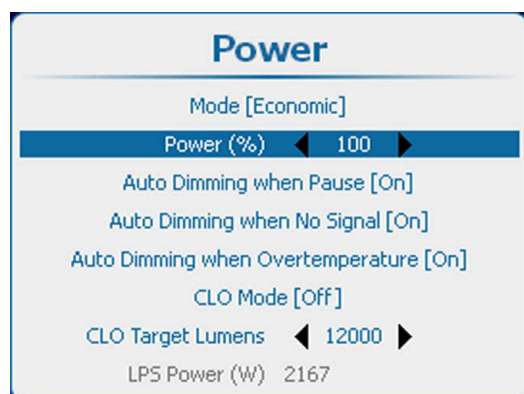 Power
Mode [Economic]
Power (%) 100
Auto Dimming when Pause [On]
Auto Dimming when No Signal [On]
Auto Dimming when Overtemperature [On]
CLO Mode [Off]
CLO Target Lumens 12000
LPS Power (W) 2167